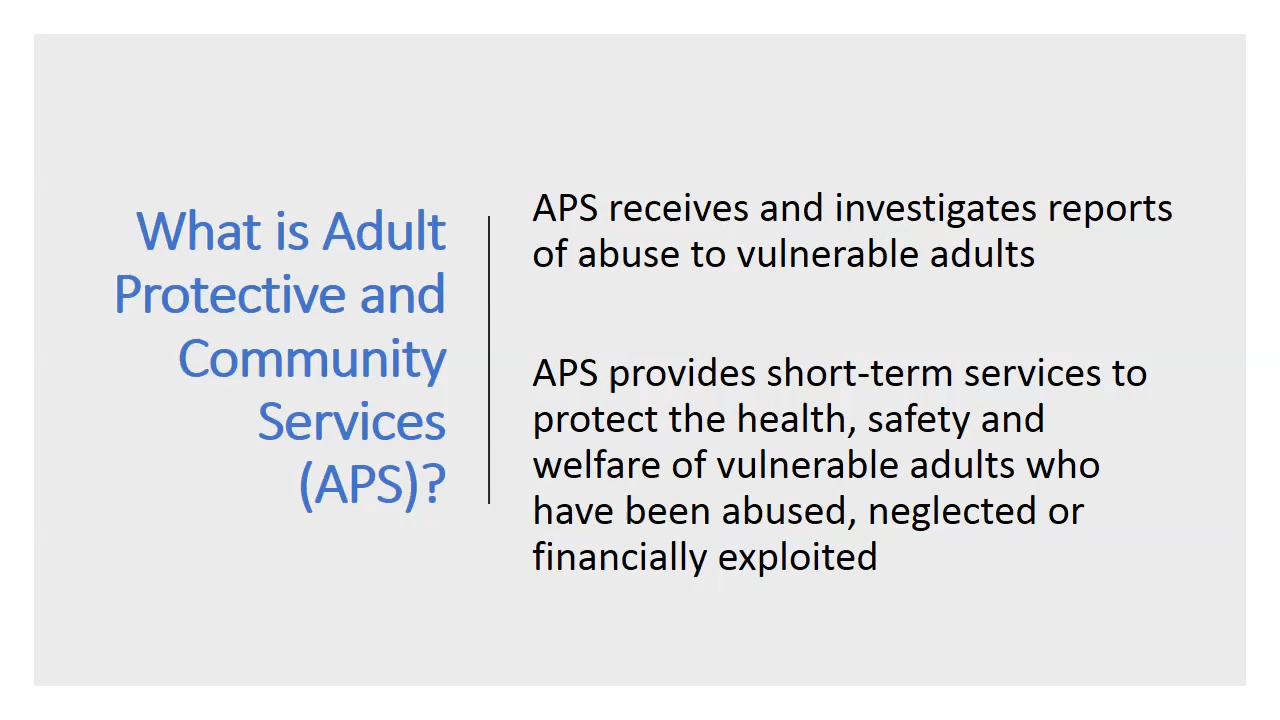 What is Adult
Protective and
Community
Services
(APS)?
APS receives and investigates reports
of abuse to vulnerable adults
APS provides short-term services to
protect the health, safety and
welfare of vulnerable adults who
have been abused, neglected or
financially exploited